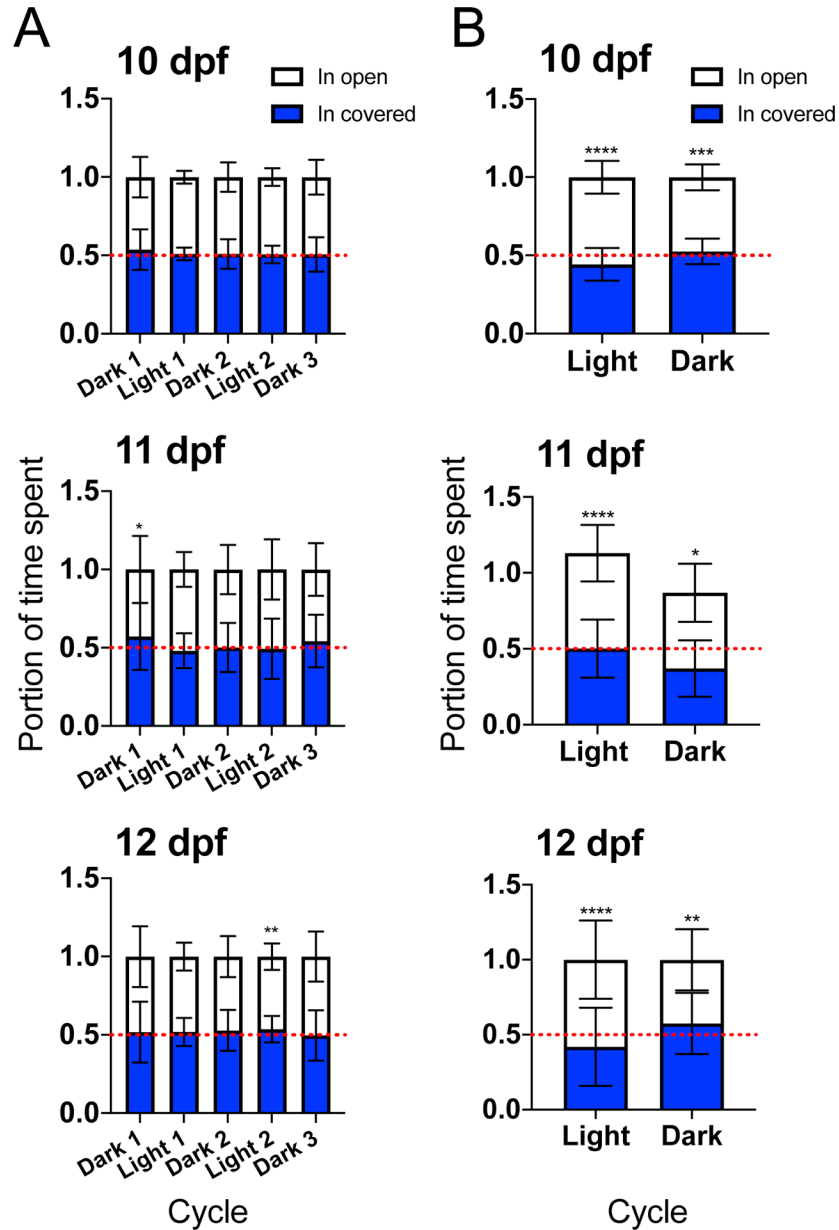 A
10 dpf
In open
In covered
1.5
1.0
0.5
0.0
Dark 1
Light 1
Dark 2
Light 2
Dark 3
11 dpf
1.5
*
1.0
0.5
0.0
Dark 1
Light 1
Dark 2
Light 2
Dark 3
12 dpf
1.5
**
1.0
0.5
0.0
Dark 1
Light 1
Dark 2
Light 2
Dark 3
Portion of time spent
Cycle
B
10 dpf
In open
In covered
1.5
**** ***
1.0
0.5
0.0
Light Dark
11 dpf
1.5
**** *
1.0
0.5
0.0
Light Dark
12 dpf
1.5
**** **
1.0
0.5
0.0
Light Dark
Portion of time spent
Cycle